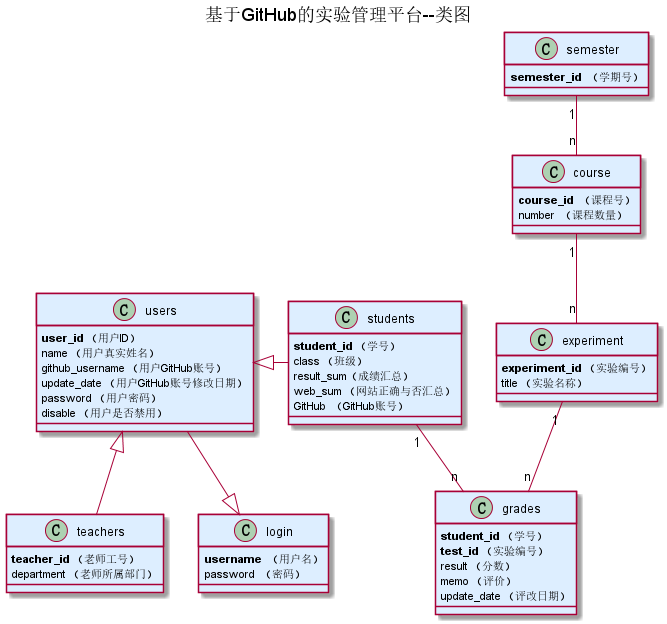 基于GitHub的实验管理平台--类图
C semester
semester_id （学期号）
1
n
C course
course_id （课程号）
number （课程数量）
1
n
C users
user_id （用户ID）
name （用户真实姓名）
github_username （用户GitHub账号）
update_date （用户GitHub账号修改日期）
password （用户密码）
disable （用户是否禁用）
C students
student_id （学号）
class （班级）
result_sum（成绩汇总）
web_sum （网站正确与否汇总）
GitHub （GitHub账号）
C experiment
experiment_id （实验编号）
title （实验名称）
1
n
1
n
C teachers
teacher_id （老师工号）
department （老师所属部门）
C login
username （用户名）
password （密码）
C grades
student_id （学号）
test_id （实验编号）
result （分数）
memo （评价）
update_date （评改日期）